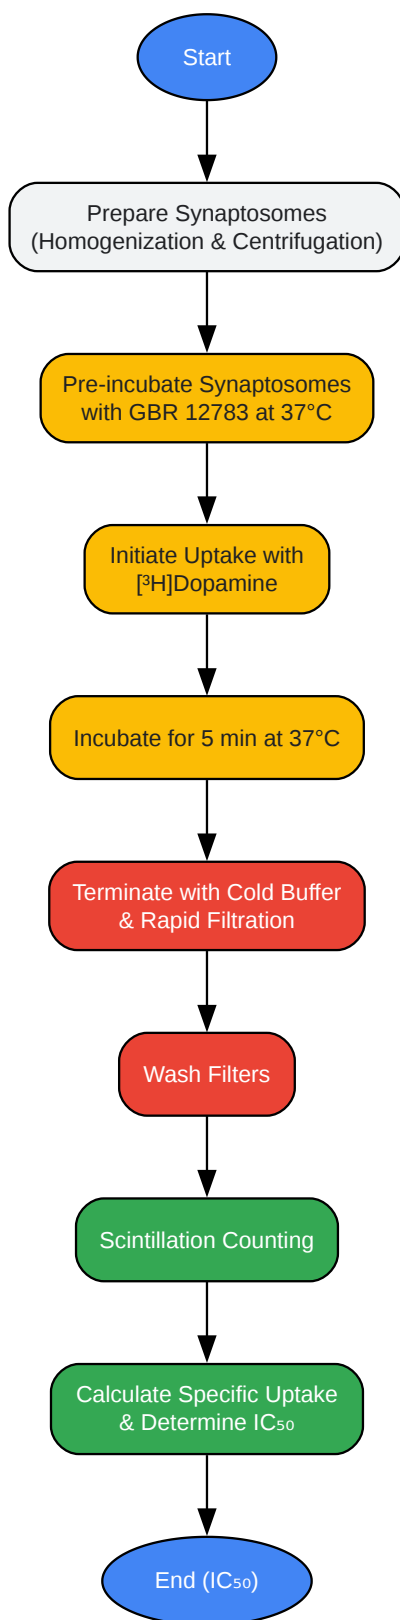 Start
Prepare Synaptosomes
(Homogenization & Centrifugation)
Pre-incubate Synaptosomes
with GBR 12783 at 37°C
Initiate Uptake with
[³H]Dopamine
Incubate for 5 min at 37°C
Terminate with Cold Buffer
& Rapid Filtration
Wash Filters
Scintillation Counting
Calculate Specific Uptake
& Determine IC₅₀
End (IC₅₀)